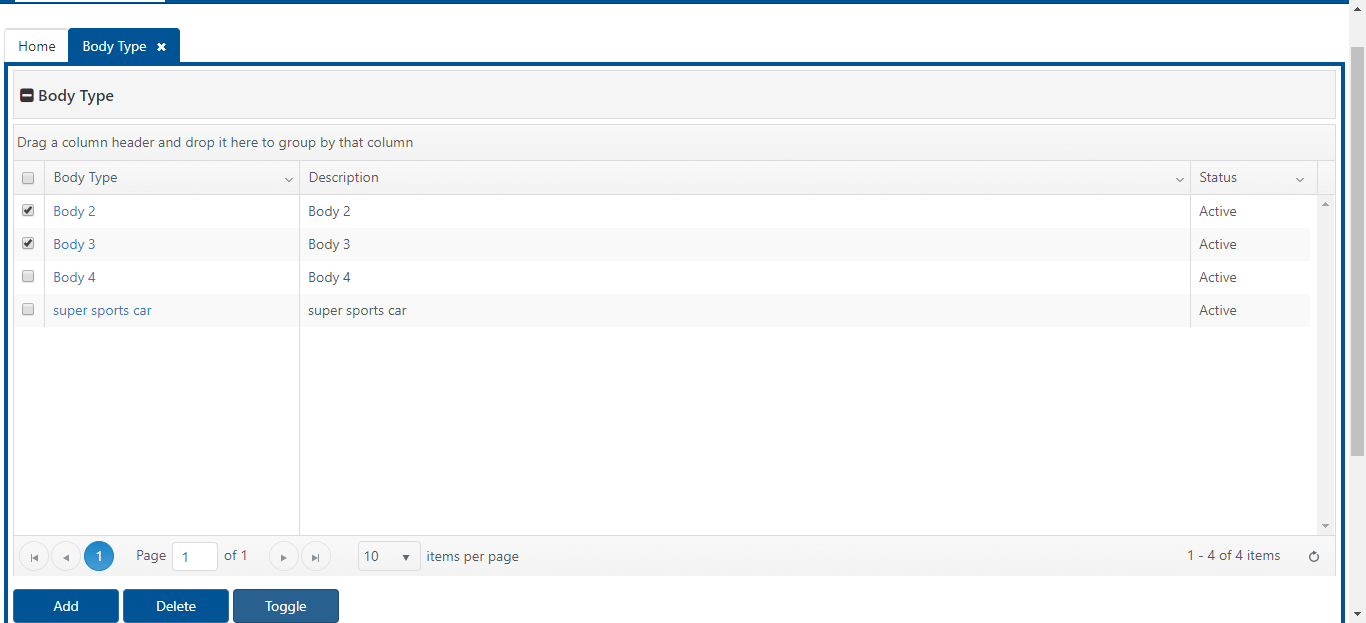 Home Body Type
Body Type
Drag a column header and drop it here to group by that column
Body Type Description Status
Body 2 Body 2 Active
Body 3 Body 3 Active
Body 4 Body 4 Active
super sports car super sports car Active
1 Page 1 of 1 10 items per page 1 - 4 of 4 items
Add Delete Toggle